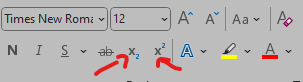 Times New Roma 12 A A Aa A
N I S ab x₂ x² A A